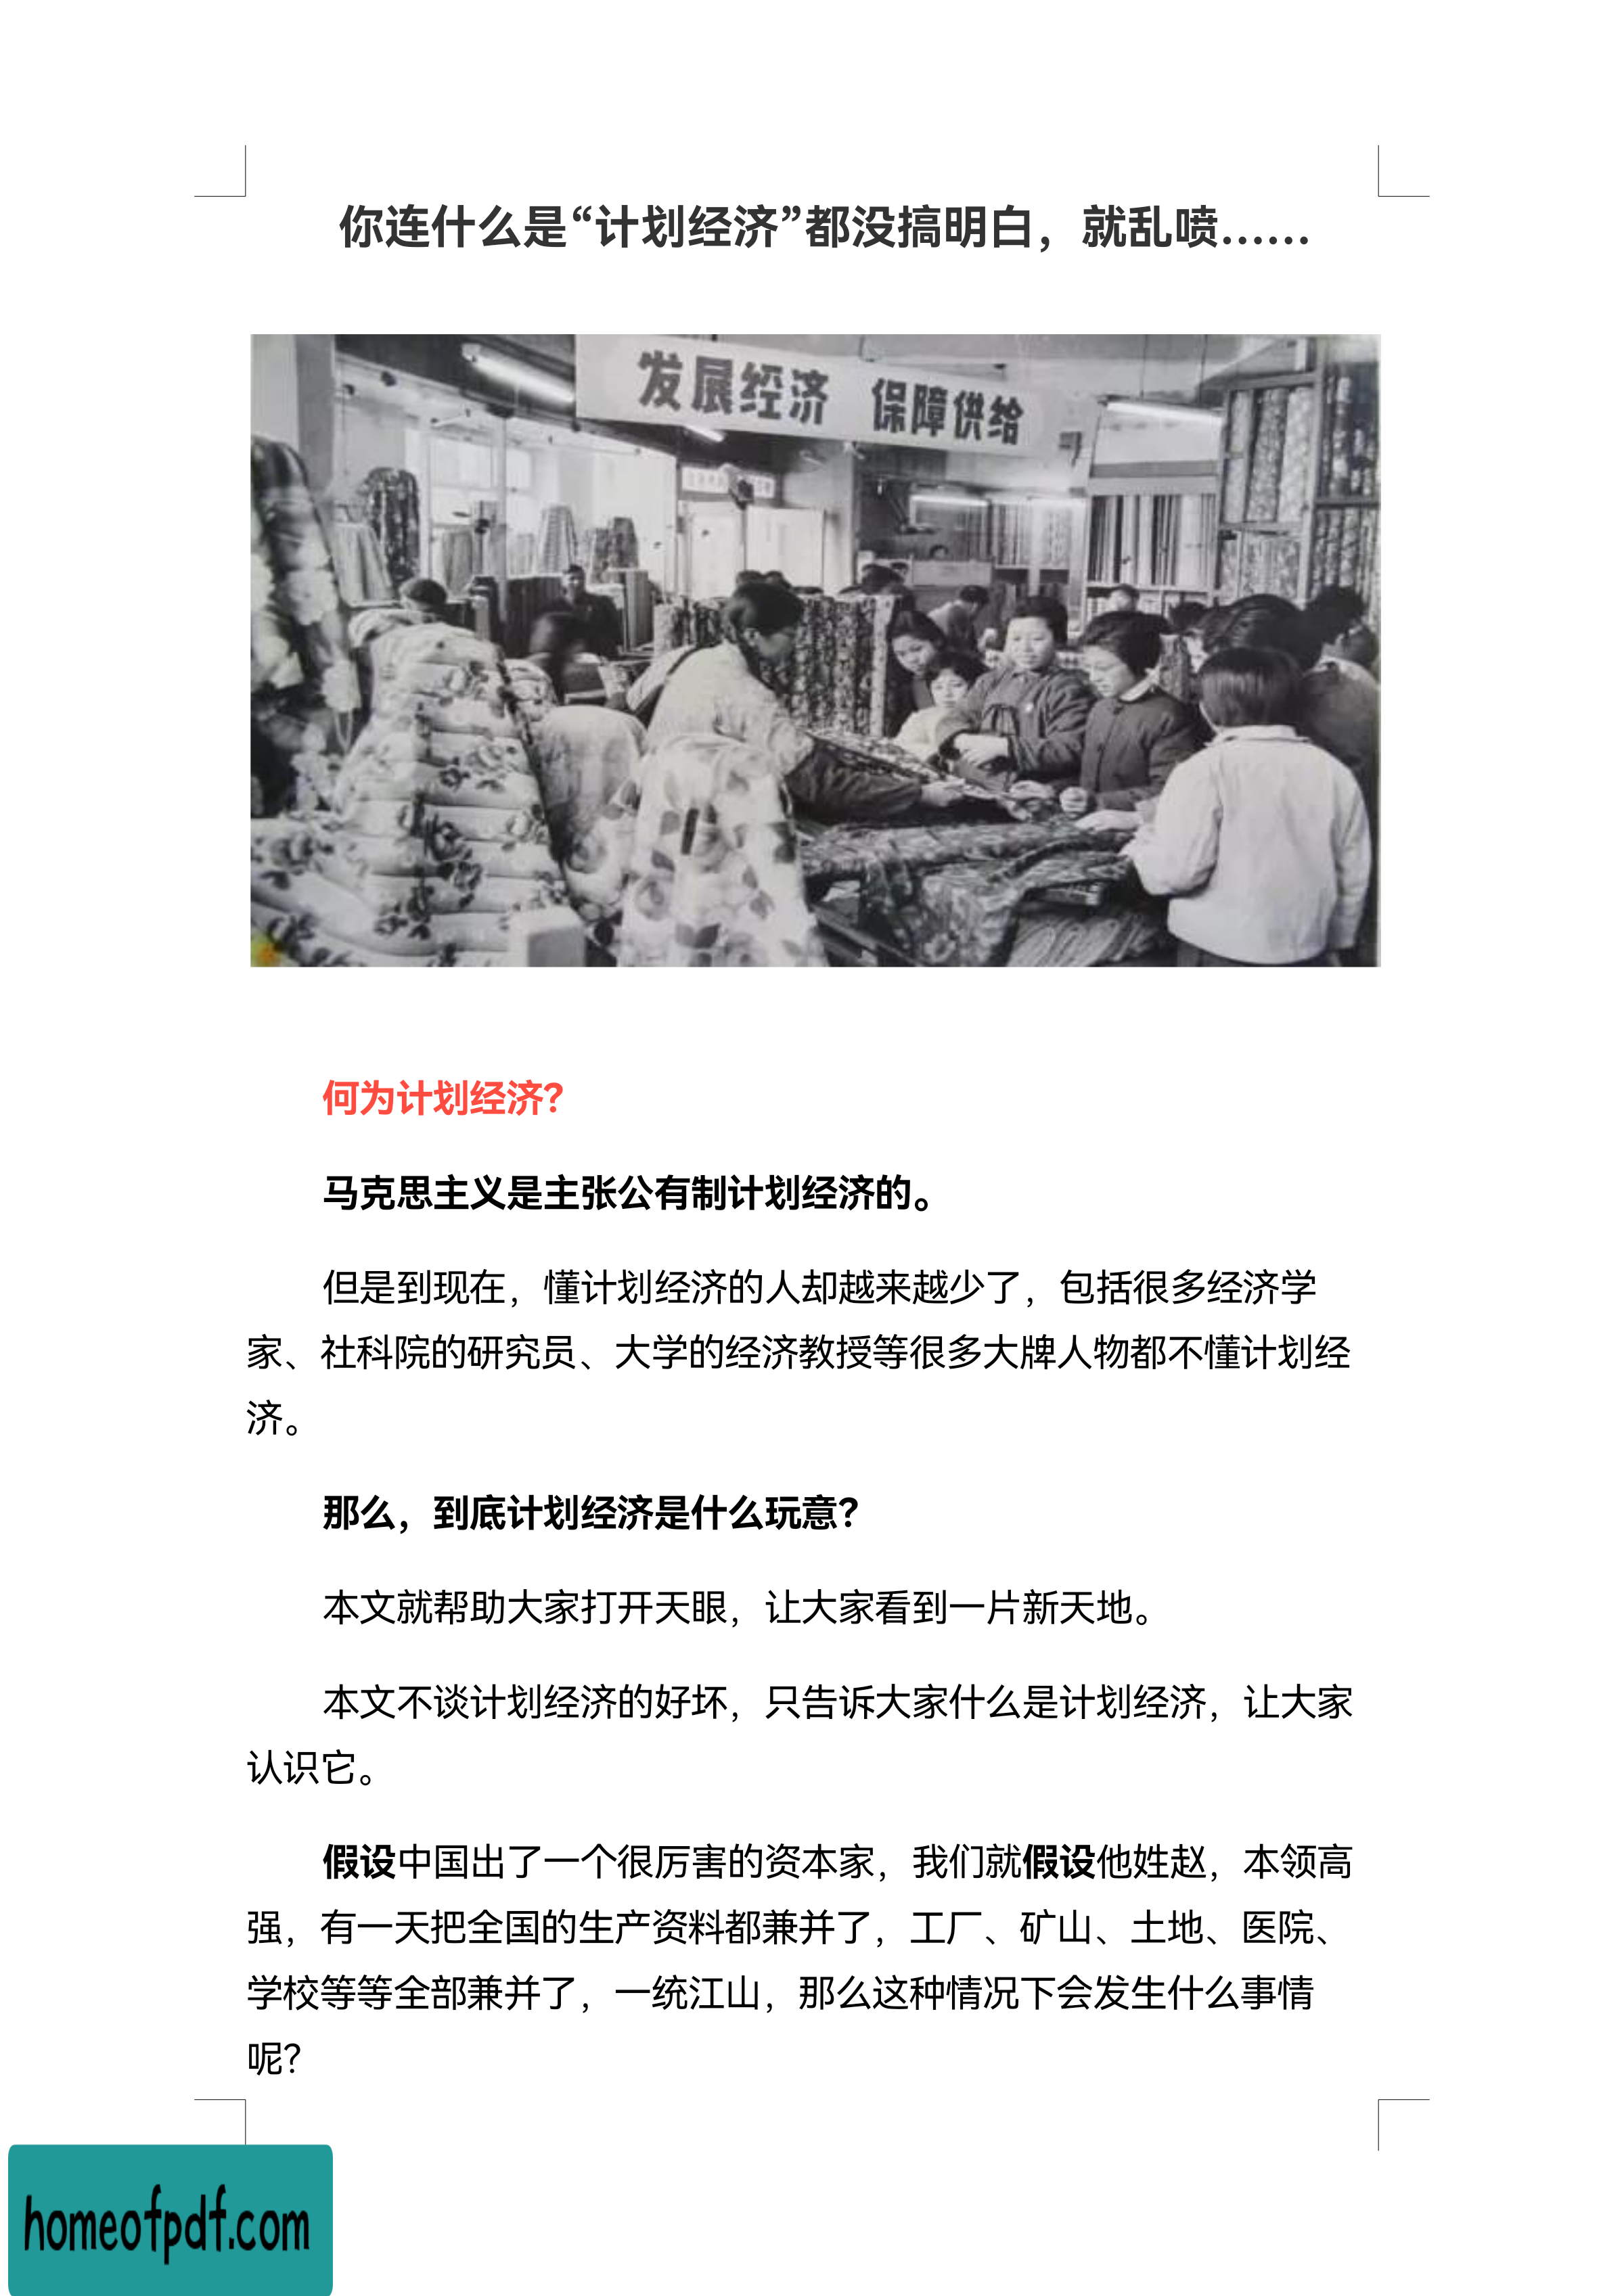 你连什么是“计划经济”都没搞明白，就乱喷……
发展经济 保障供给
何为计划经济？
马克思主义是主张公有制计划经济的。
但是到现在，懂计划经济的人却越来越少了，包括很多经济学
家、社科院的研究员、大学的经济教授等很多大牌人物都不懂计划经
济。
那么，到底计划经济是什么玩意？
本文就帮助大家打开天眼，让大家看到一片新天地。
本文不谈计划经济的好坏，只告诉大家什么是计划经济，让大家
认识它。
假设中国出了一个很厉害的资本家，我们就假设他姓赵，本领高
强，有一天把全国的生产资料都兼并了，工厂、矿山、土地、医院、
学校等等全部兼并了，一统江山，那么这种情况下会发生什么事情
呢？
homeofpdf.com